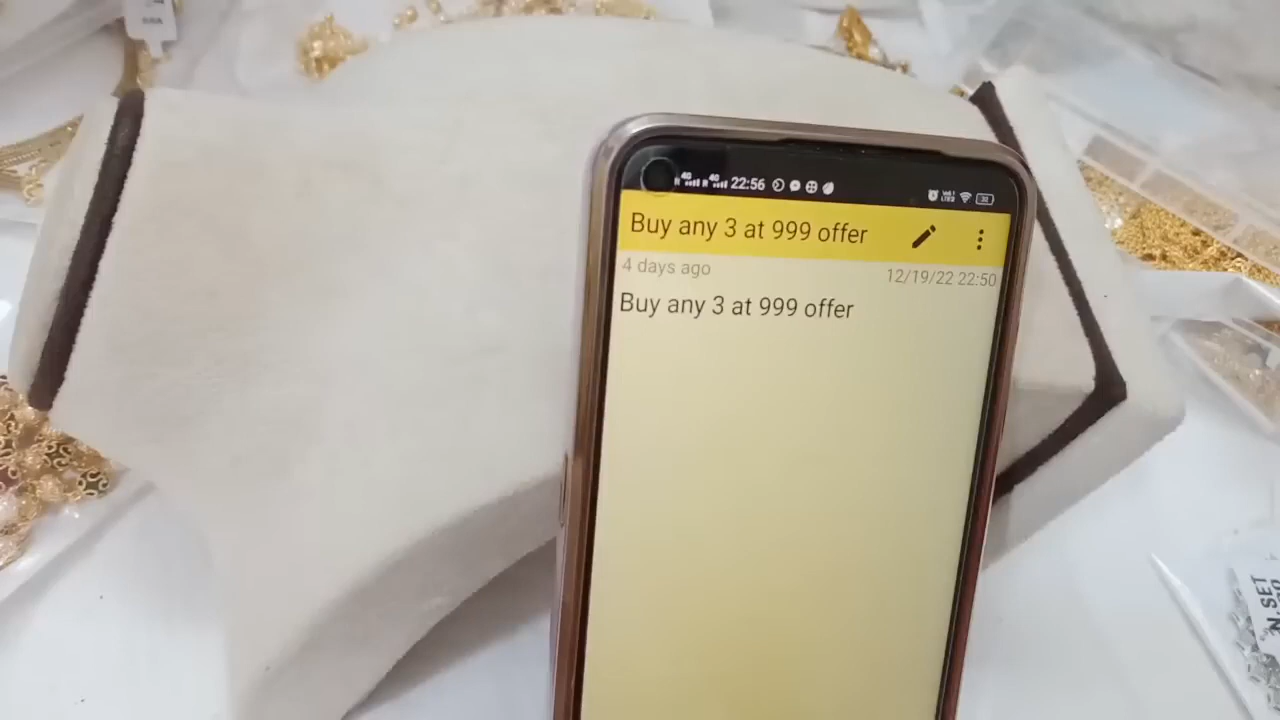 22:56
Buy any 3 at 999 offer
4 days ago
12/19/22 22:50
Buy any 3 at 999 offer
N.SET